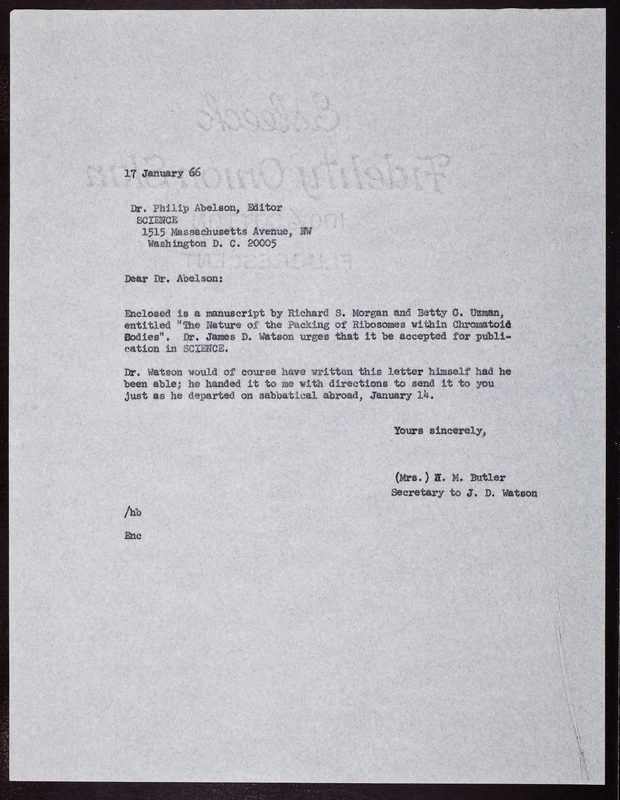 Esleeck
Fidelity Onion Skin
17 January 66
Dr. Philip Abelson, Editor
SCIENCE
1515 Massachusetts Avenue, NW
Washington D. C. 20005
Dear Dr. Abelson:
Enclosed is a manuscript by Richard S. Morgan and Betty G. Uzman,
entitled "The Nature of the Packing of Ribosomes within Chromatoid
Bodies". Dr. James D. Watson urges that it be accepted for publi-
cation in SCIENCE.
Dr. Watson would of course have written this letter himself had he
been able; he handed it to me with directions to send it to you
just as he departed on sabbatical abroad, January 14.
Yours sincerely,
(Mrs.) H. M. Butler
Secretary to J. D. Watson
/hb
Enc